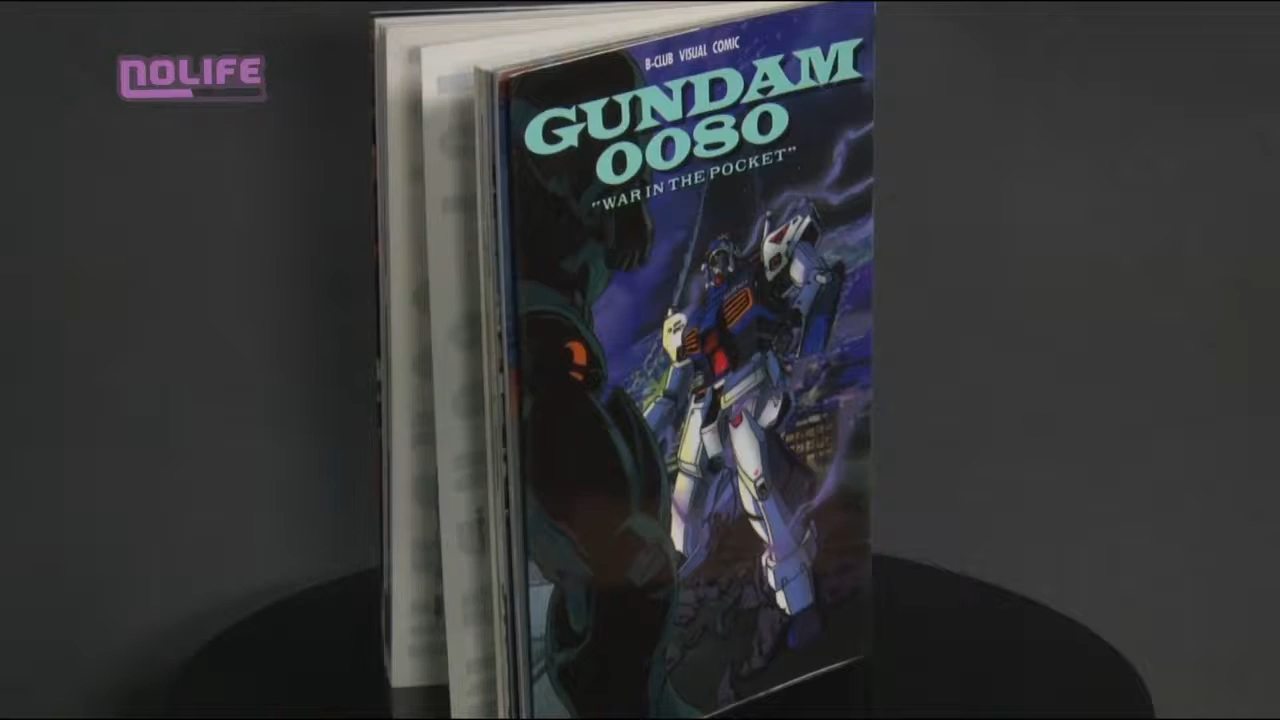 NOLIFE
B-CLUB VISUAL COMIC
GUNDAM
0080
"WAR IN THE POCKET"